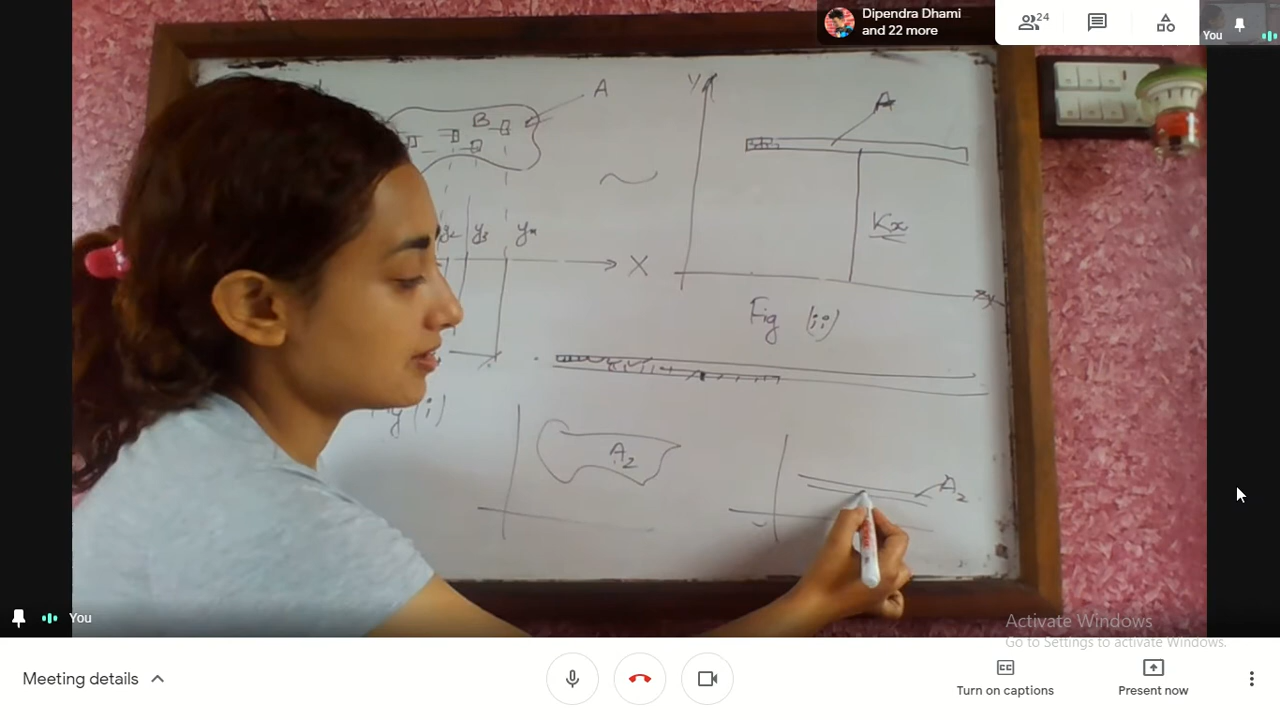 Dipendra Dhami
and 22 more
24
You
A
B
X
Fig (i)
Y
A
Kx
Fig (ii)
A2
A2
You
Activate Windows
Go to Settings to activate Windows.
Meeting details
CC
Turn on captions
Present now